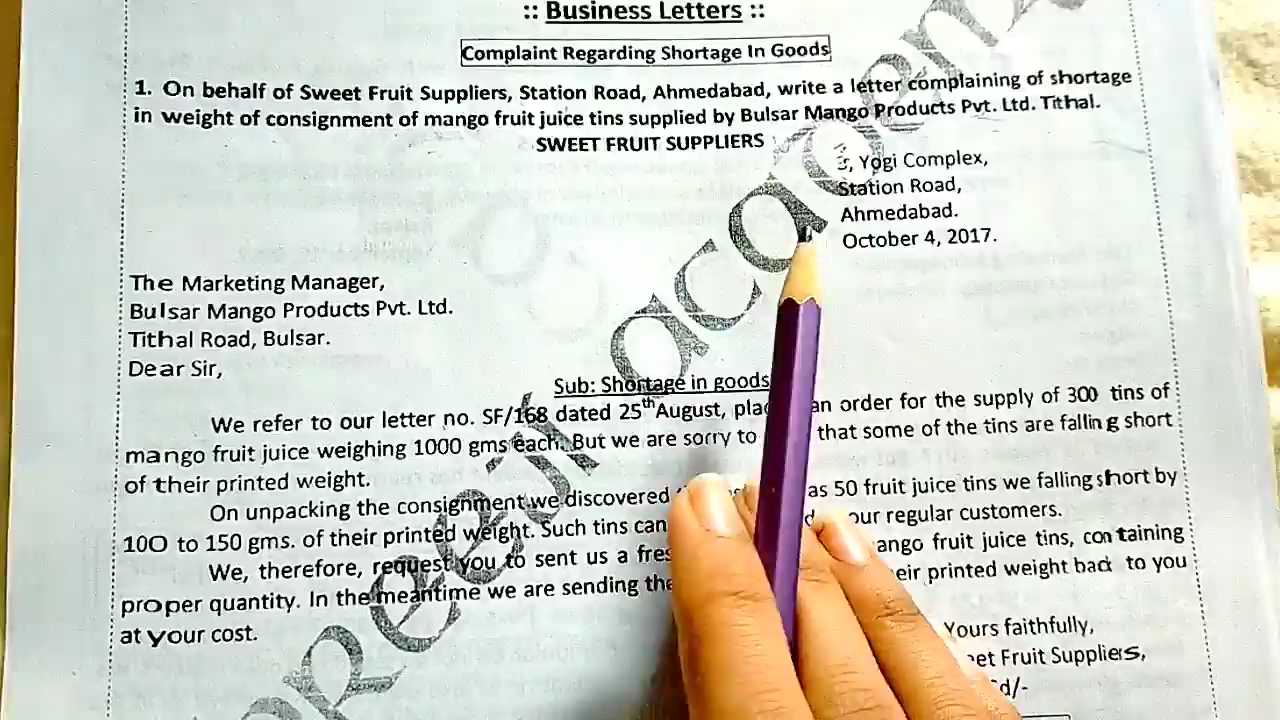 :: Business Letters ::
Complaint Regarding Shortage In Goods
1. On behalf of Sweet Fruit Suppliers, Station Road, Ahmedabad, write a letter complaining of shortage
in weight of consignment of mango fruit juice tins supplied by Bulsar Mango Products Pvt. Ltd. Tithal.
SWEET FRUIT SUPPLIERS
3, Yogi Complex,
Station Road,
Ahmedabad.
October 4, 2017.
The Marketing Manager,
Bulsar Mango Products Pvt. Ltd.
Tithal Road, Bulsar.
Dear Sir,
Sub: Shortage in goods
We refer to our letter no. SF/168 dated 25th August, an order for the supply of 300 tins of
mango fruit juice weighing 1000 gms each. But we are sorry to that some of the tins are falling short
of their printed weight.
On unpacking the consignment we discovered as 50 fruit juice tins we falling short by
100 to 150 gms. of their printed weight. Such tins can our regular customers.
We, therefore, request you to sent us a mango fruit juice tins, containing
proper quantity. In the meantime we are sending their printed weight back to you
at your cost.
Yours faithfully,
Fruit Suppliers,
academy